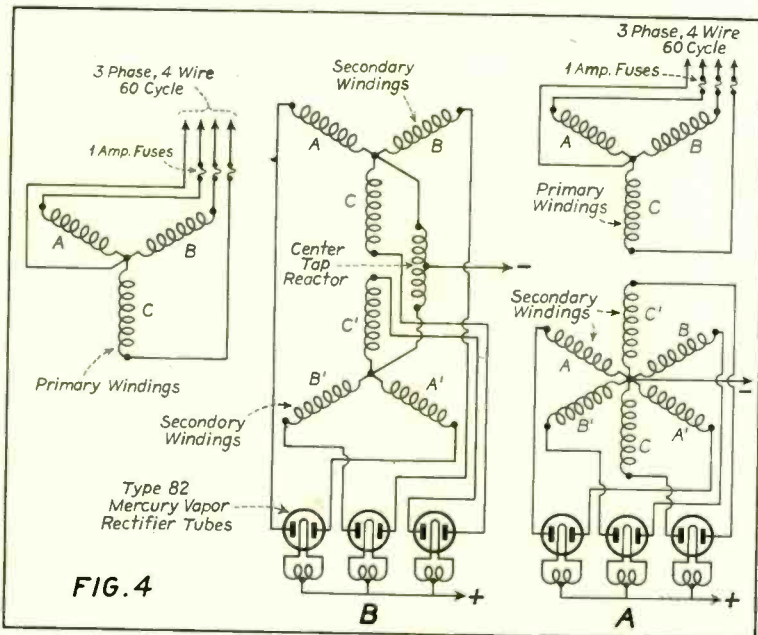 3 Phase, 4 Wire
60 Cycle
1 Amp. Fuses
A
B
C
Primary Windings
Secondary
Windings
A
B
C
Center
Tap
Reactor
-
C'
B'
A'
Secondory
Windings
Type 82
Mercury Vapor
Rectifier Tubes
+
FIG. 4
B
3 Phase, 4 Wire
60 Cycle
1 Amp. Fuses
A
B
Primary
Windings
C
Secondary
Windings
C'
B
A
-
B'
C
A'
+
A